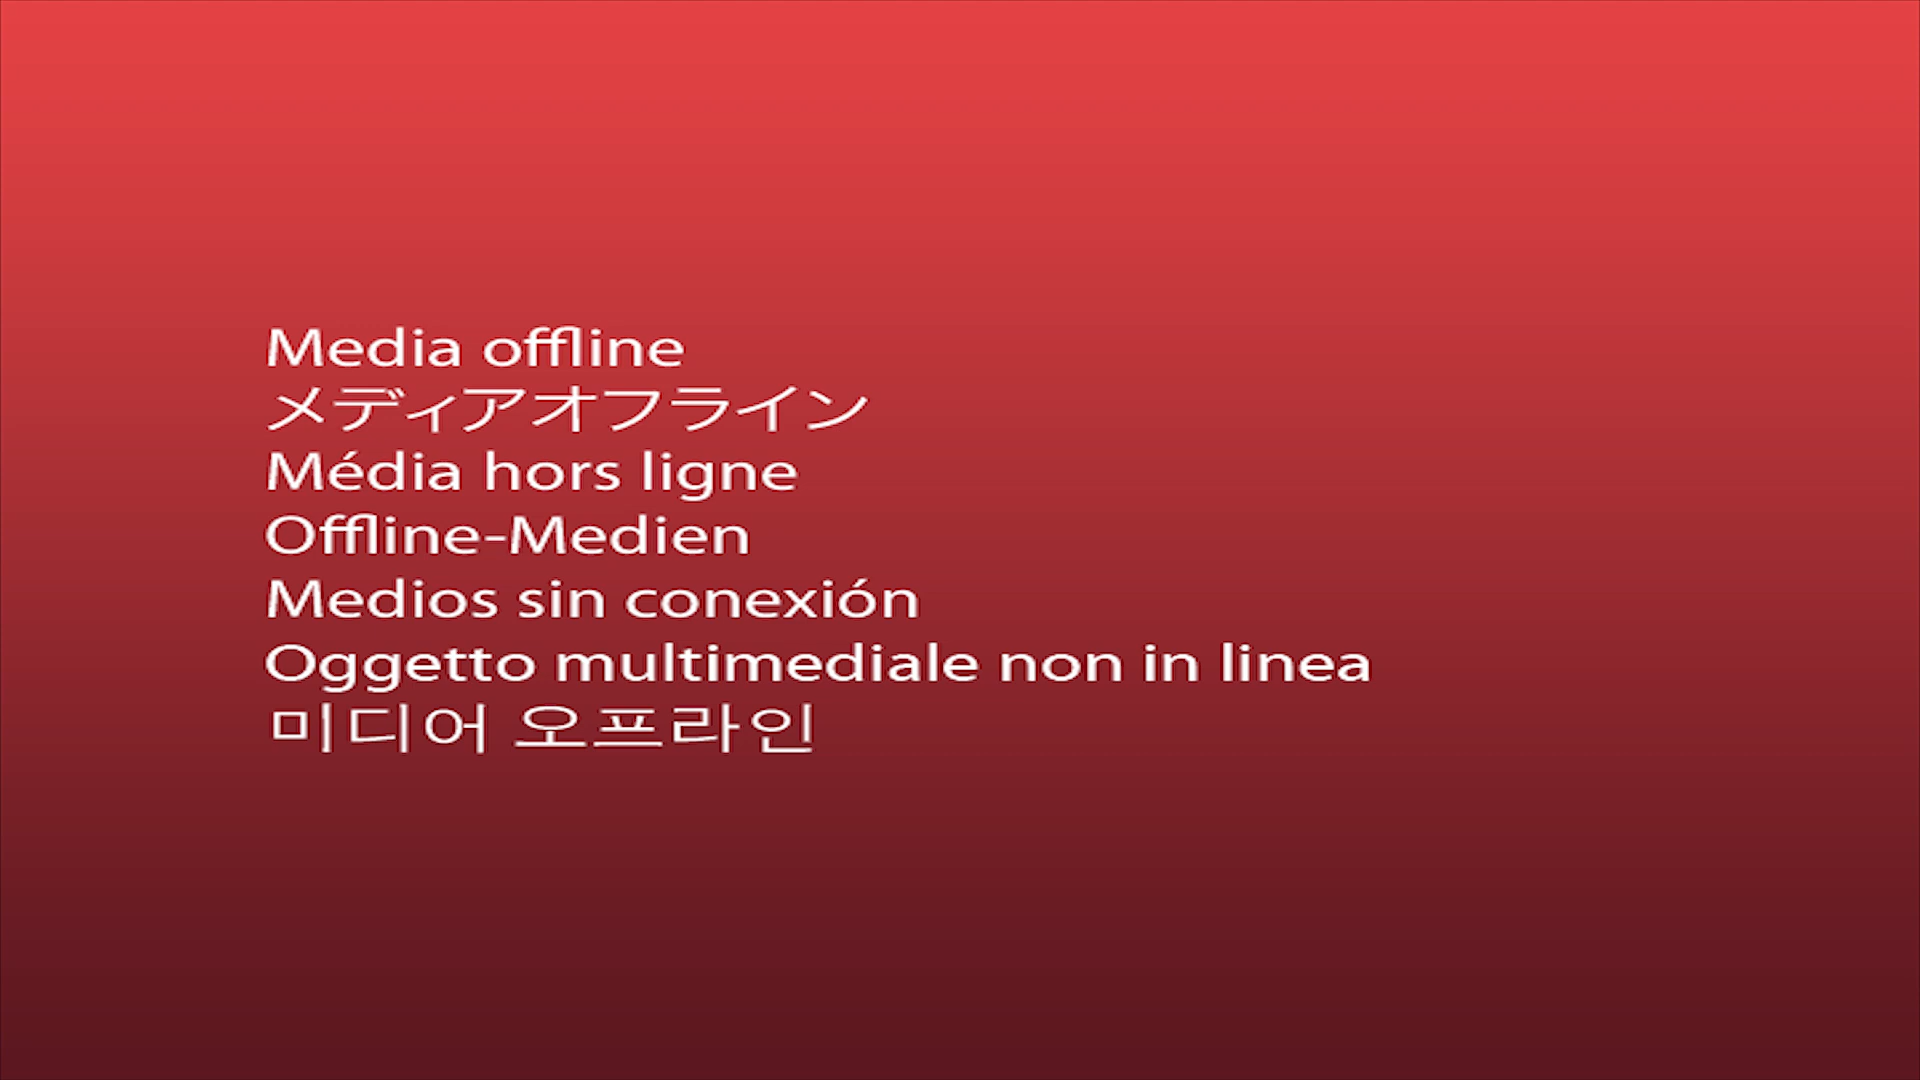 Media offline
メディアオフライン
Média hors ligne
Offline-Medien
Medios sin conexión
Oggetto multimediale non in linea
미디어 오프라인